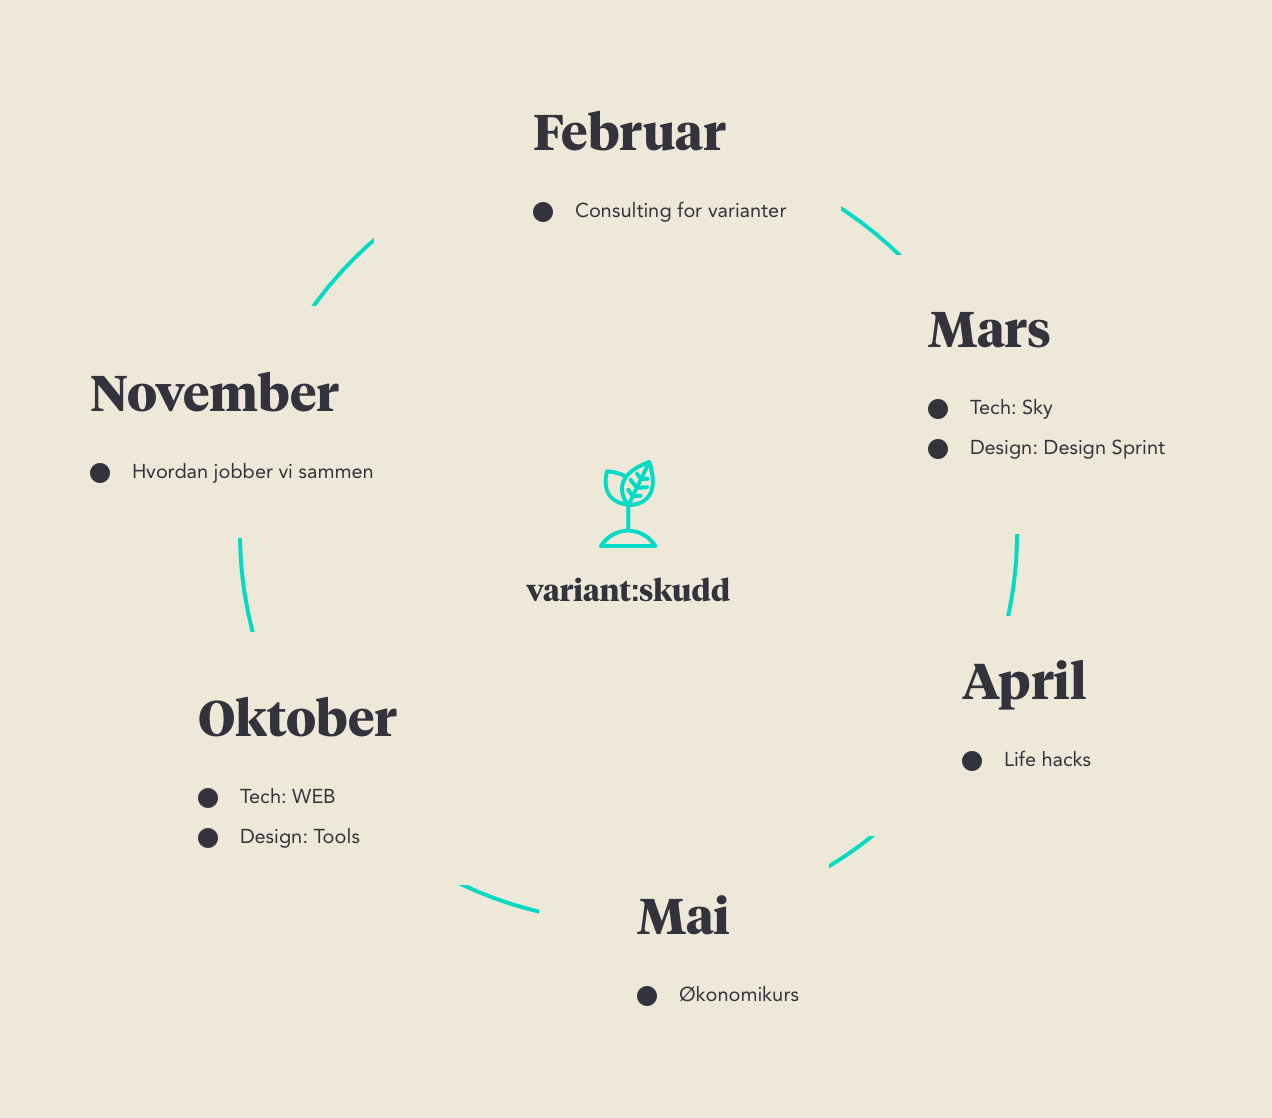 Februar
Consulting for varianter
Mars
Tech: Sky
Design: Design Sprint
April
Life hacks
Mai
Økonomikurs
Oktober
Tech: WEB
Design: Tools
November
Hvordan jobber vi sammen
variant:skudd